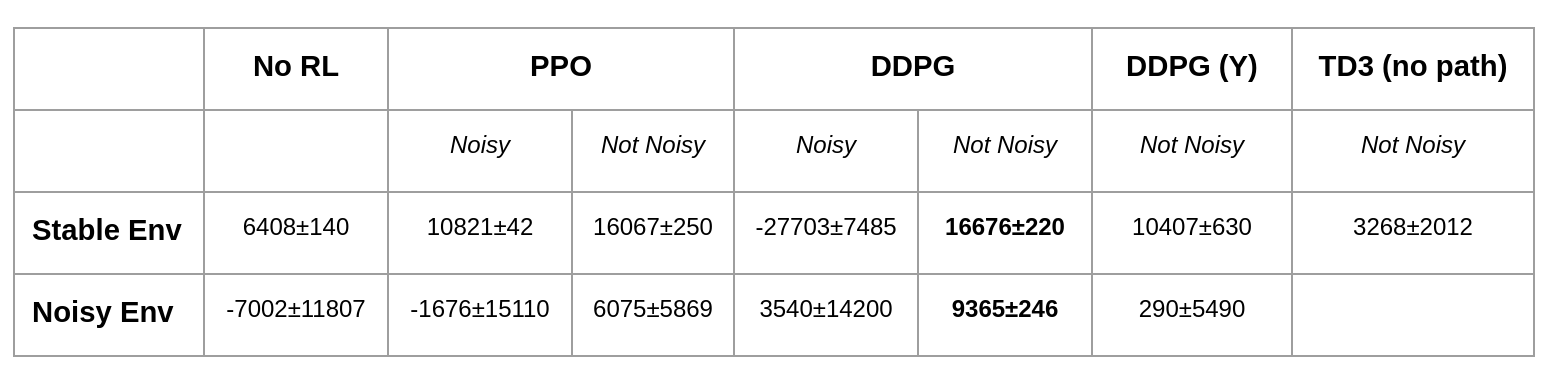 No RL PPO DDPG DDPG (Y) TD3 (no path)
Noisy Not Noisy Noisy Not Noisy Not Noisy Not Noisy
Stable Env 6408±140 10821±42 16067±250 -27703±7485 16676±220 10407±630 3268±2012
Noisy Env -7002±11807 -1676±15110 6075±5869 3540±14200 9365±246 290±5490